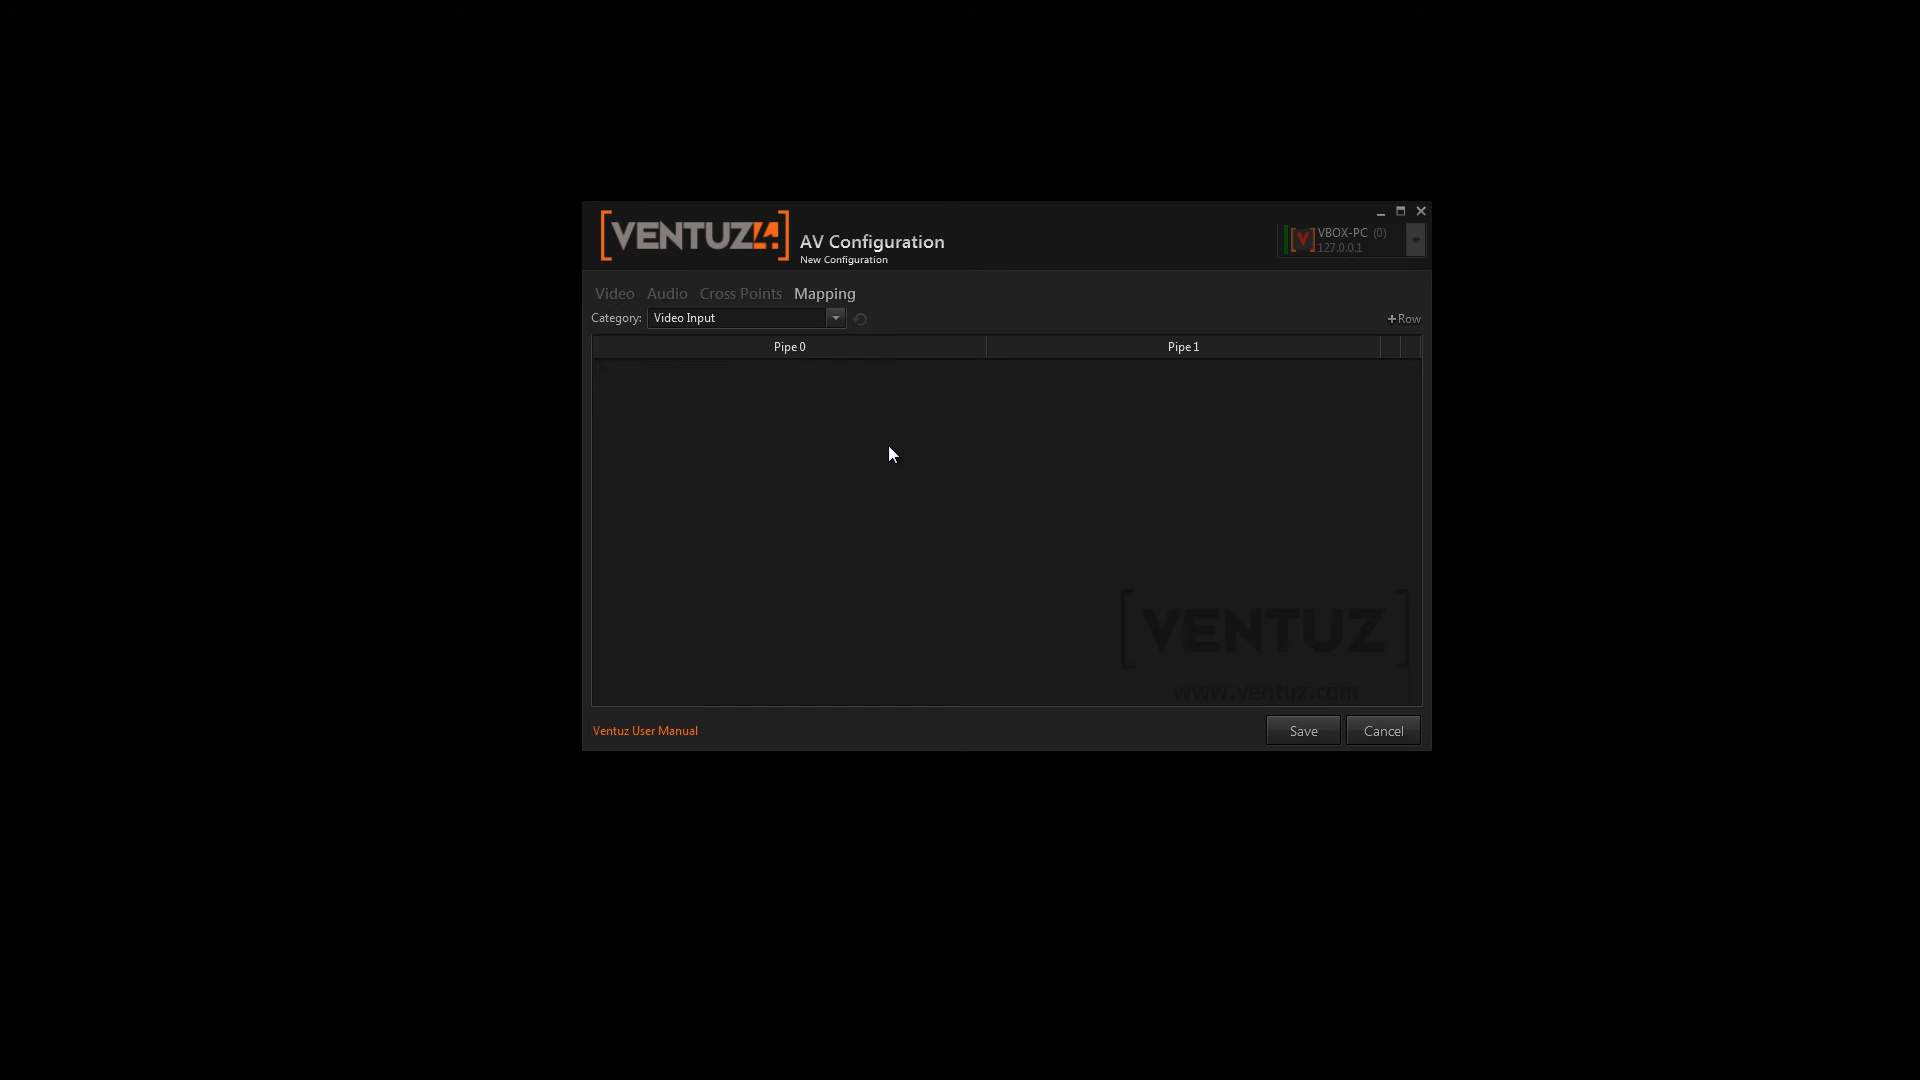 [VENTUZ4]
AV Configuration
New Configuration
VBOX-PC (0)
127.0.0.1
Video Audio Cross Points Mapping
Category: Video Input
+Row
Pipe 0 Pipe 1
[VENTUZ]
www.ventuz.com
Ventuz User Manual
Save Cancel